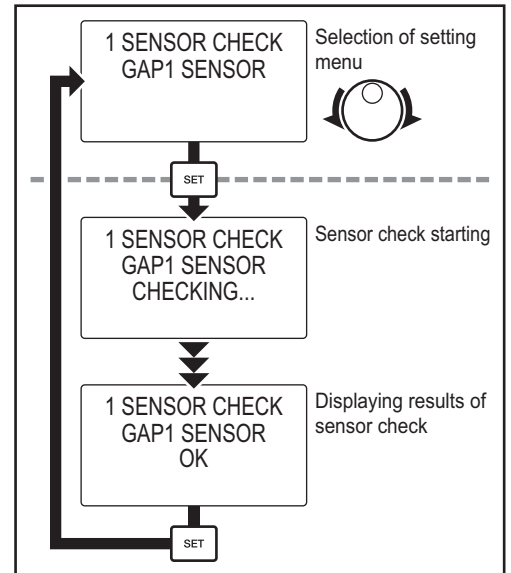 1 SENSOR CHECK
GAP1 SENSOR
Selection of setting
menu
SET
1 SENSOR CHECK
GAP1 SENSOR
CHECKING...
Sensor check starting
1 SENSOR CHECK
GAP1 SENSOR
OK
Displaying results of
sensor check
SET